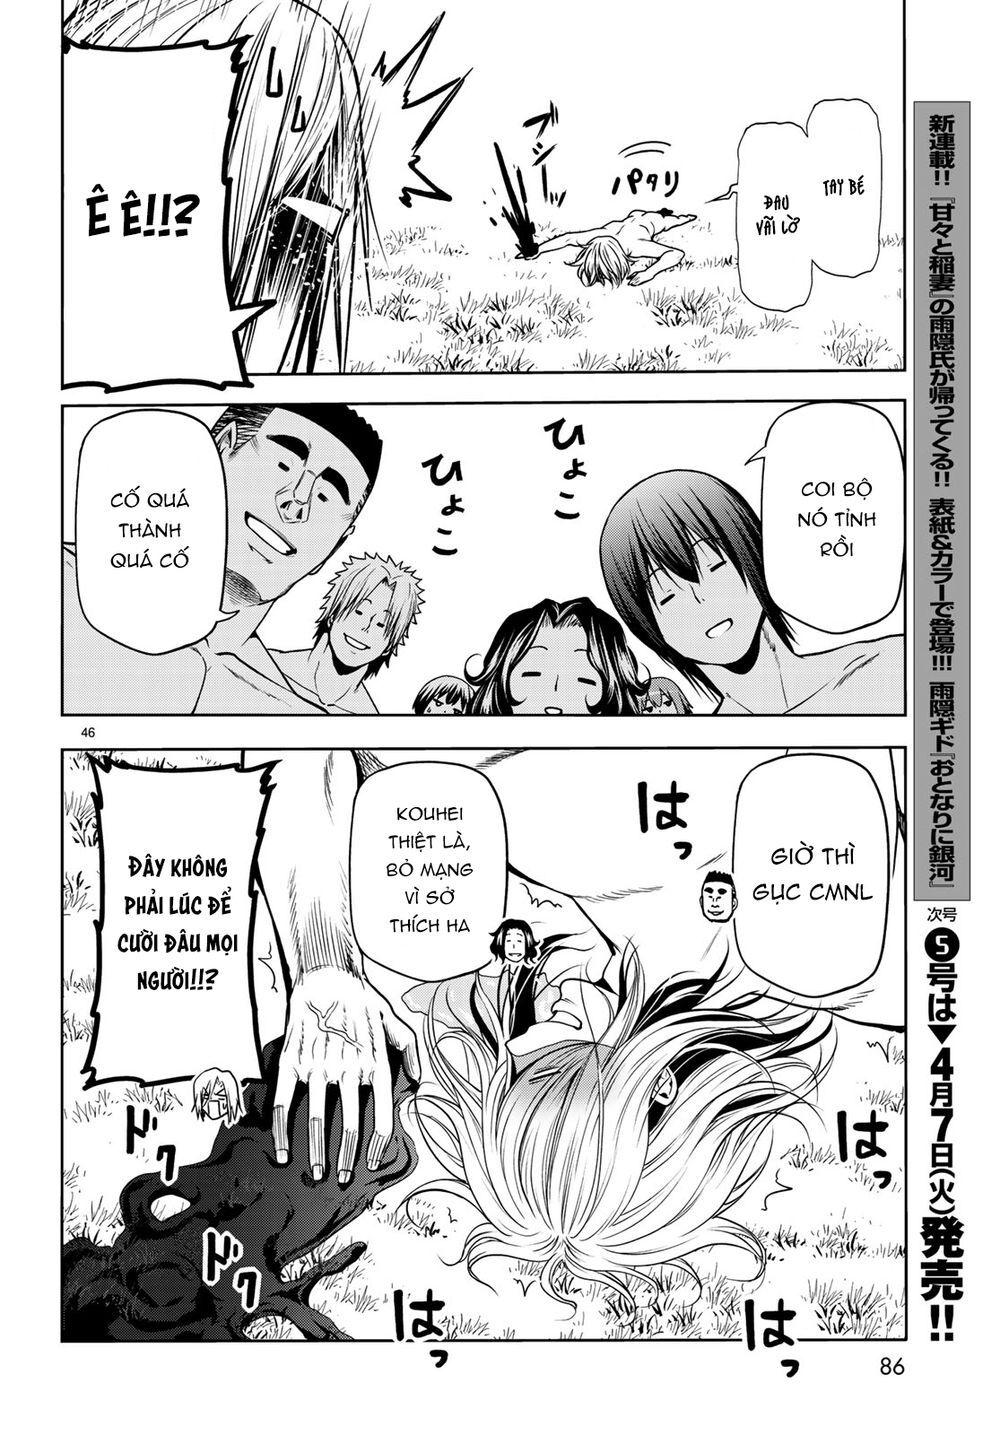 TAY BÉ
ĐAU
VÃI LỜ
ブシュ
パタリ
Ê Ê!!!?
COI BỘ
NÓ TỈNH
RỒI
ひょこ
ひょこ
CỐ QUÁ
THÀNH
QUÁ CỐ
46
GIỜ THÌ
GỤC CMNL
はっ
KOUHEI
THIỆT LÀ,
BỎ MẠNG
VÌ SỞ
THÍCH HA
ĐÂY KHÔNG
PHẢI LÚC ĐỂ
CƯỜI ĐÂU MỌI
NGƯỜI!!!?
ドク
ドク
はっ
はっ
はっ
86
新連載!!『甘々と稲妻』の雨隠氏が帰ってくる!! 表紙&カラーで登場!!! 雨隠ギド『おとなりに銀河』
次号5号は▼4月7日(火)発売!!